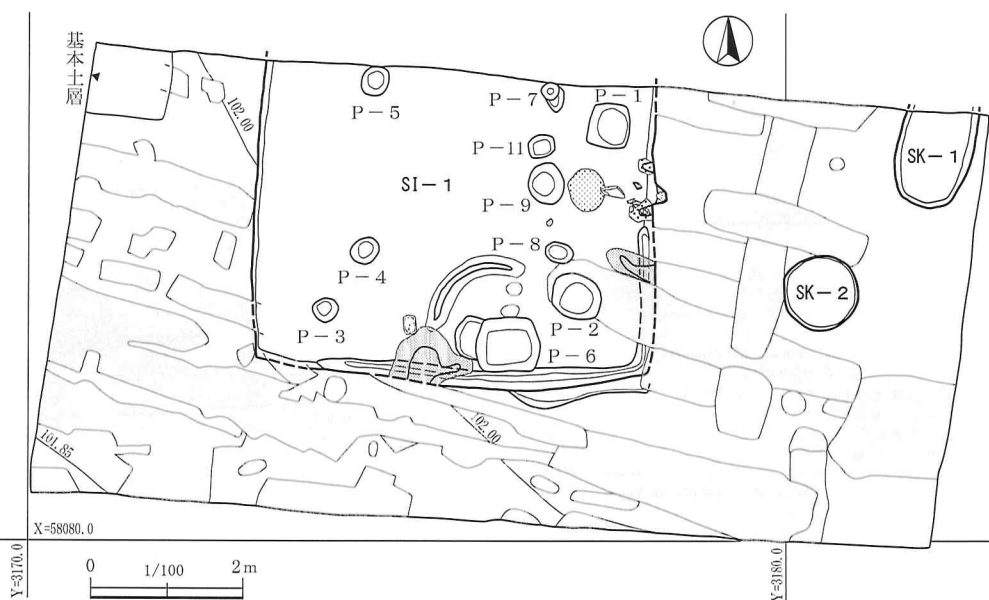 基本土層
102.00
P-5
P-7
P-1
P-11
SI-1
P-9
SK-1
P-8
P-4
SK-2
P-2
P-3
P-6
102.00
101.85
X=58080.0
Y=3170.0
Y=3180.0
0 1/100 2m